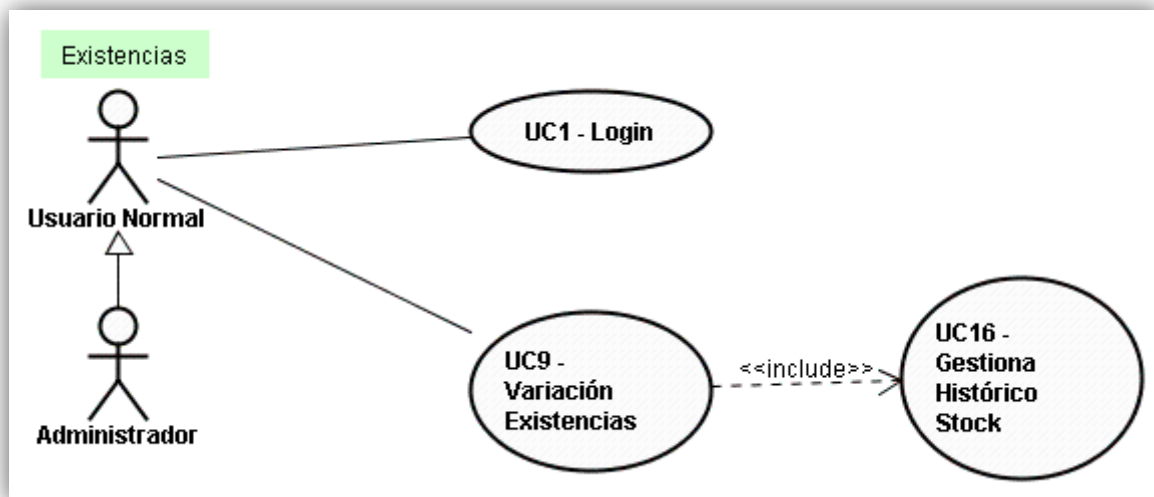 Existencias
UC1 - Login
Usuario Normal
UC9 -
Variación
Existencias
<<include>>
UC16 -
Gestiona
Histórico
Stock
Administrador